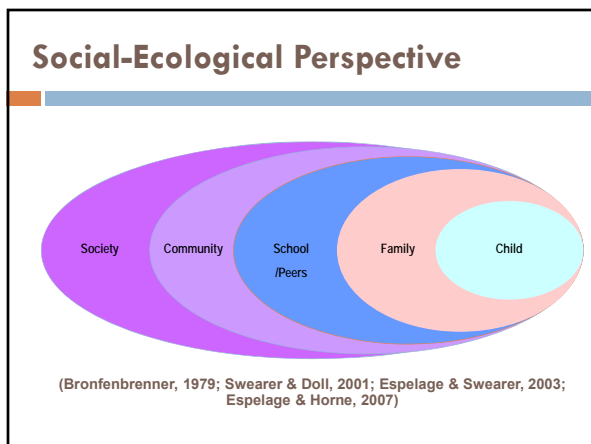 Social-Ecological Perspective
Society Community School Family Child
/Peers
(Bronfenbrenner, 1979; Swearer & Doll, 2001; Espelage & Swearer, 2003;
Espelage & Horne, 2007)